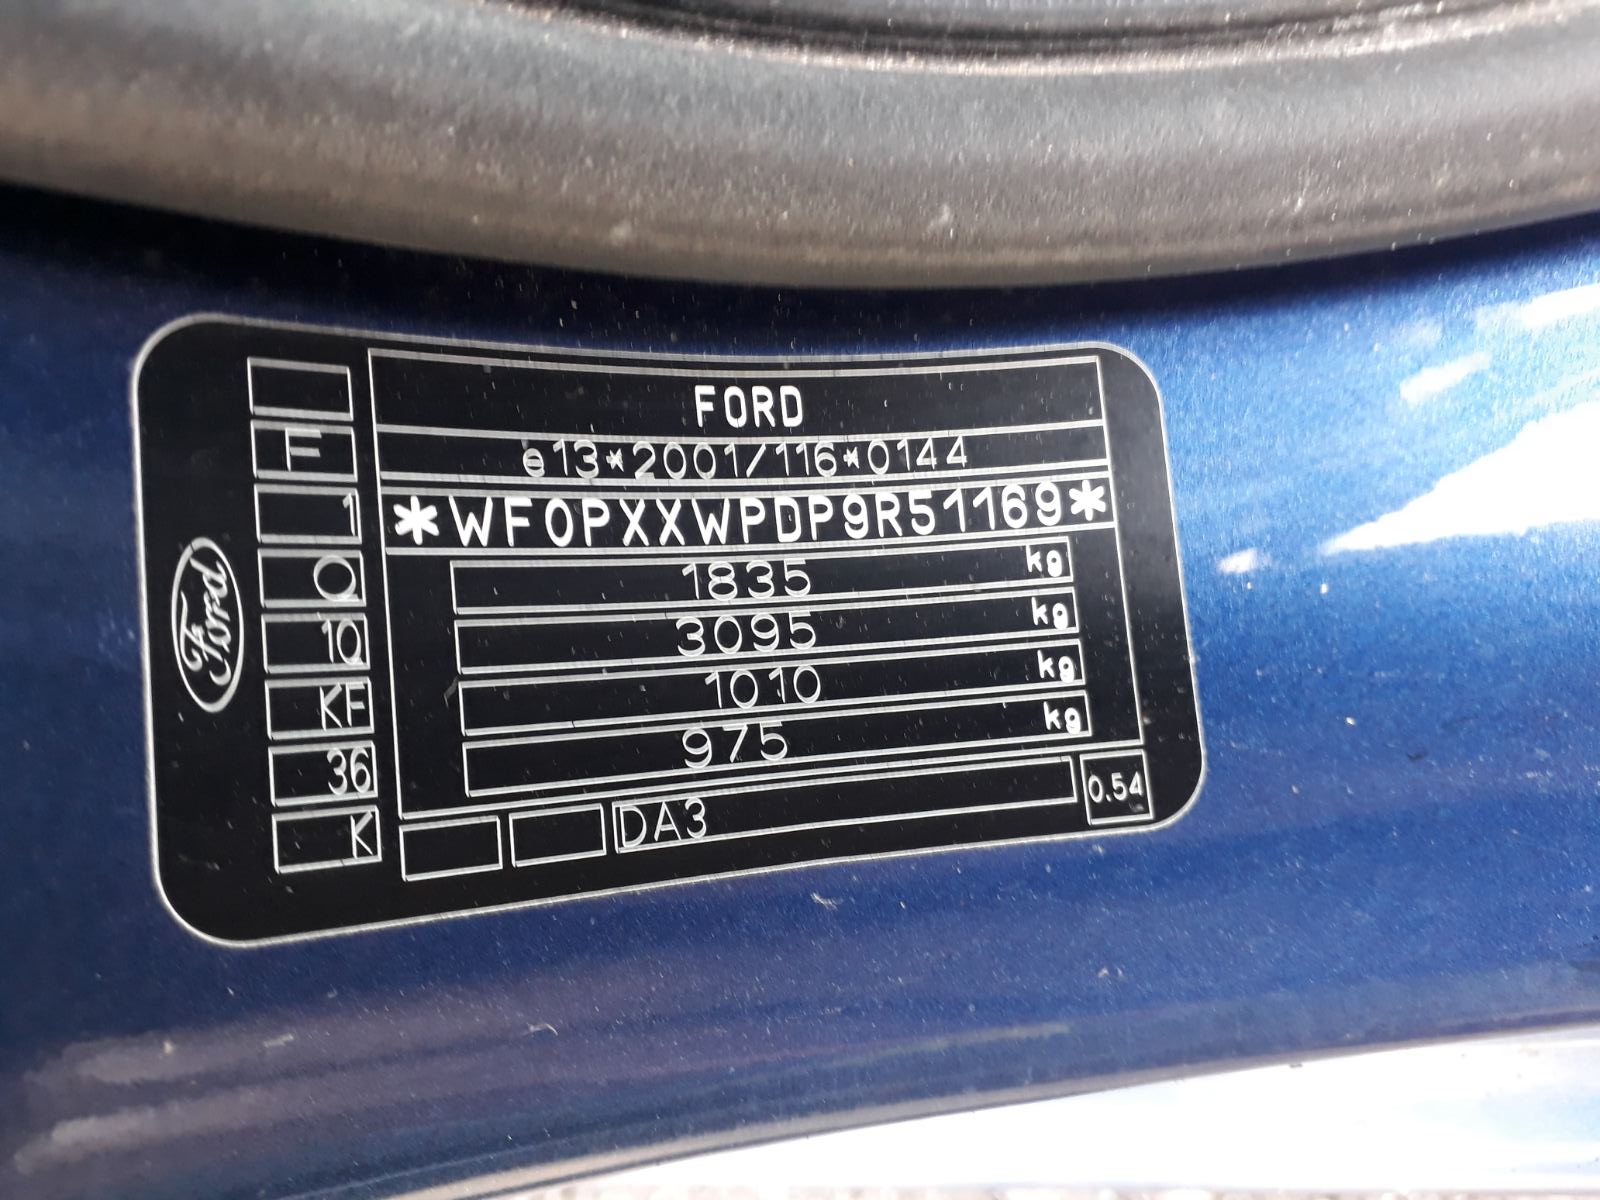 FORD
e13*2001/116*0144
*WF0PXXWPDP9R51169*
1835 kg
3095 kg
1010 kg
975 kg
DA3
0.54
F
1
O
10
KF
36
K
Ford